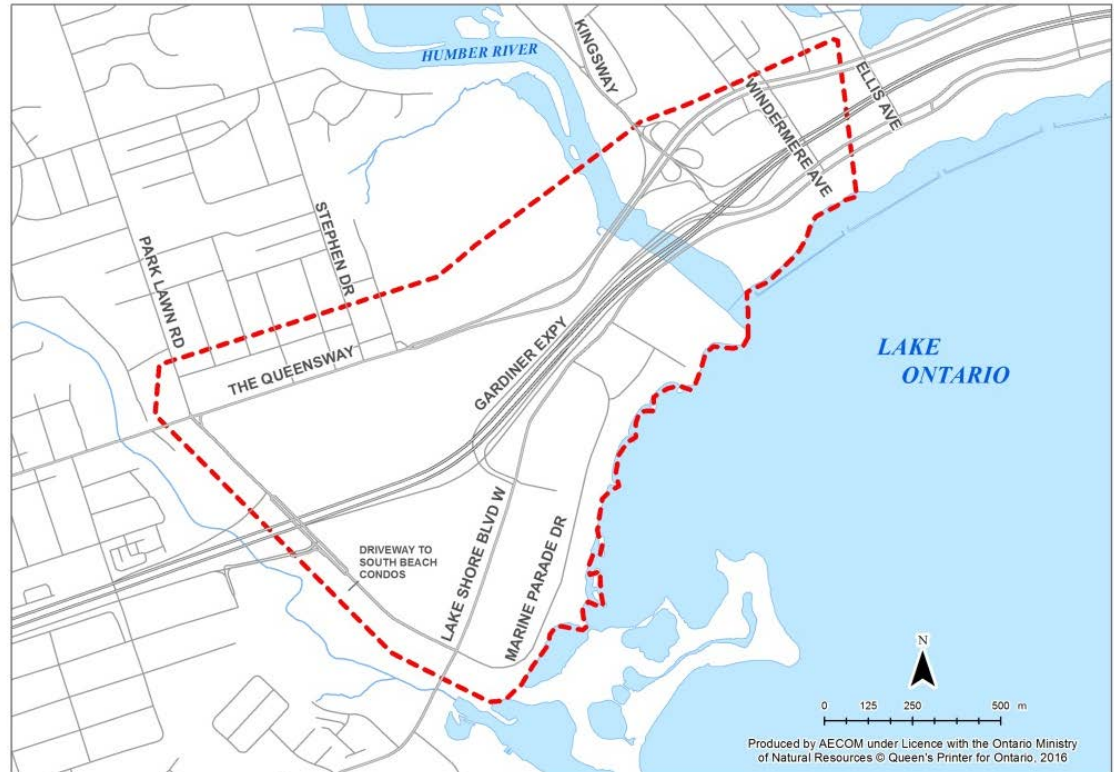 HUMBER RIVER
KINGSWAY
WINDERMERE AVE
ELLIS AVE
STEPHEN DR
PARK LAWN RD
THE QUEENSWAY
GARDINER EXPY
LAKE
ONTARIO
DRIVEWAY TO
SOUTH BEACH
CONDOS
LAKE SHORE BLVD W
MARINE PARADE DR
N
0 125 250 500 m
Produced by AECOM under Licence with the Ontario Ministry
of Natural Resources © Queen's Printer for Ontario, 2016